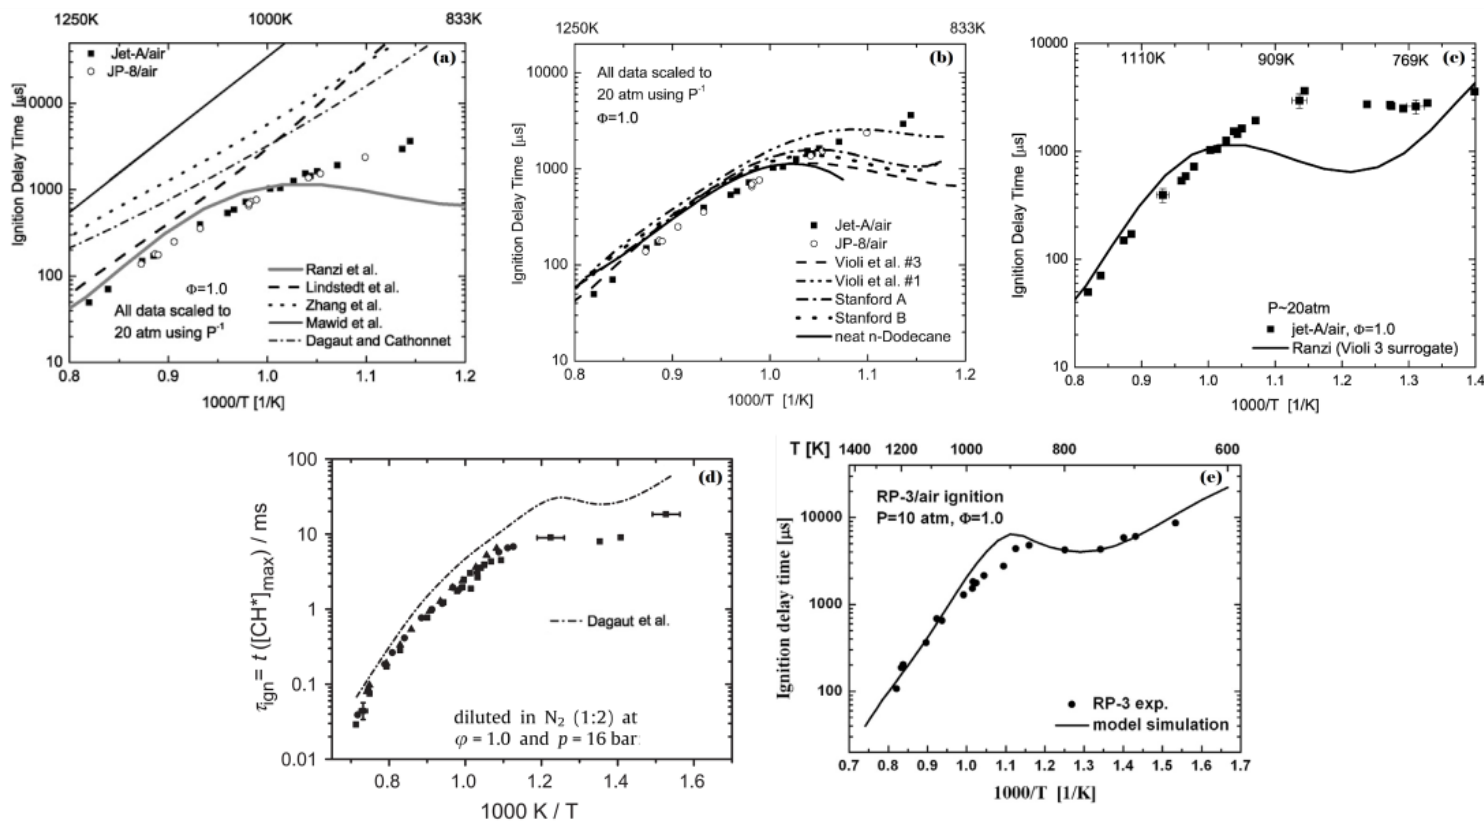 1250K
1000K
833K
(a)
Jet-A/air
JP-8/air
Ignition Delay Time [µs]
10000
1000
100
10
Φ=1.0
All data scaled to
20 atm using P⁻¹
Ranzi et al.
Lindstedt et al.
Zhang et al.
Mawid et al.
Dagaut and Cathonnet
0.8
0.9
1.0
1.1
1.2
1000/T [1/K]
1250K
833K
(b)
All data scaled to
20 atm using P⁻¹
Φ=1.0
Ignition Delay Time [µs]
10000
1000
100
10
Jet-A/air
JP-8/air
Violi et al. #3
Violi et al. #1
Stanford A
Stanford B
neat n-Dodecane
0.8
0.9
1.0
1.1
1.2
1000/T [1/K]
1110K
909K
769K
(c)
Ignition Delay Time [µs]
10000
1000
100
10
P~20atm
jet-A/air, Φ=1.0
Ranzi (Violi 3 surrogate)
0.8
0.9
1.0
1.1
1.2
1.3
1.4
1000/T [1/K]
(d)
τign= t ([CH*]max) / ms
100
10
1
0.1
0.01
Dagaut et al.
diluted in N₂ (1:2) at
φ = 1.0 and p = 16 bar:
0.8
1.0
1.2
1.4
1.6
1000 K / T
T [K]
1400
1200
1000
800
600
(e)
RP-3/air ignition
P=10 atm, Φ=1.0
Ignition delay time [µs]
10000
1000
100
RP-3 exp.
model simulation
0.7
0.8
0.9
1.0
1.1
1.2
1.3
1.4
1.5
1.6
1.7
1000/T [1/K]